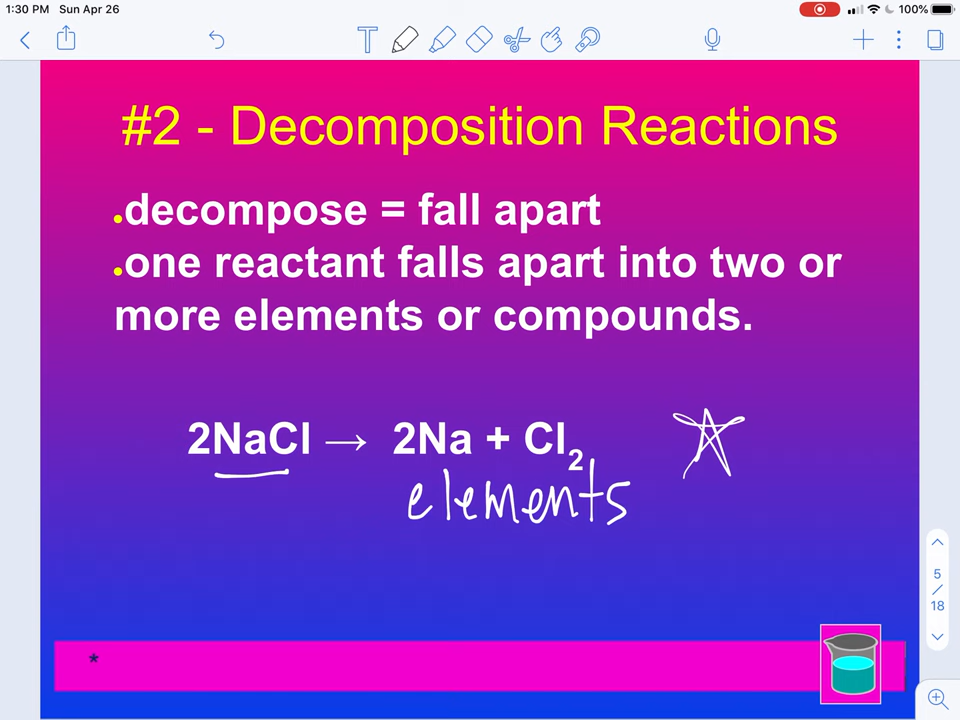 1:30 PM Sun Apr 26
100%
T
#2 - Decomposition Reactions
.decompose = fall apart
.one reactant falls apart into two or
more elements or compounds.
2NaCl → 2Na + Cl₂
elements
5
/
18
*